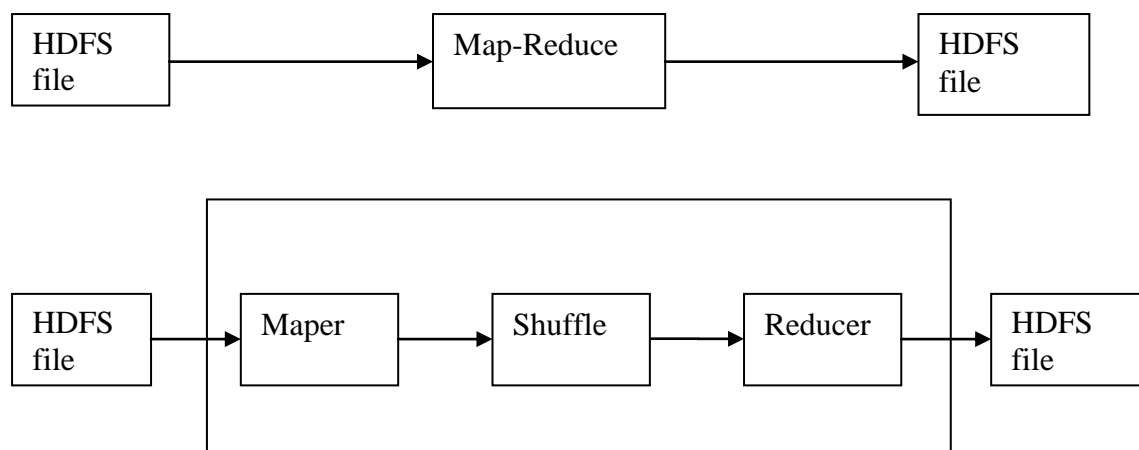 HDFS
file
Map-Reduce
HDFS
file
HDFS
file
Maper
Shuffle
Reducer
HDFS
file